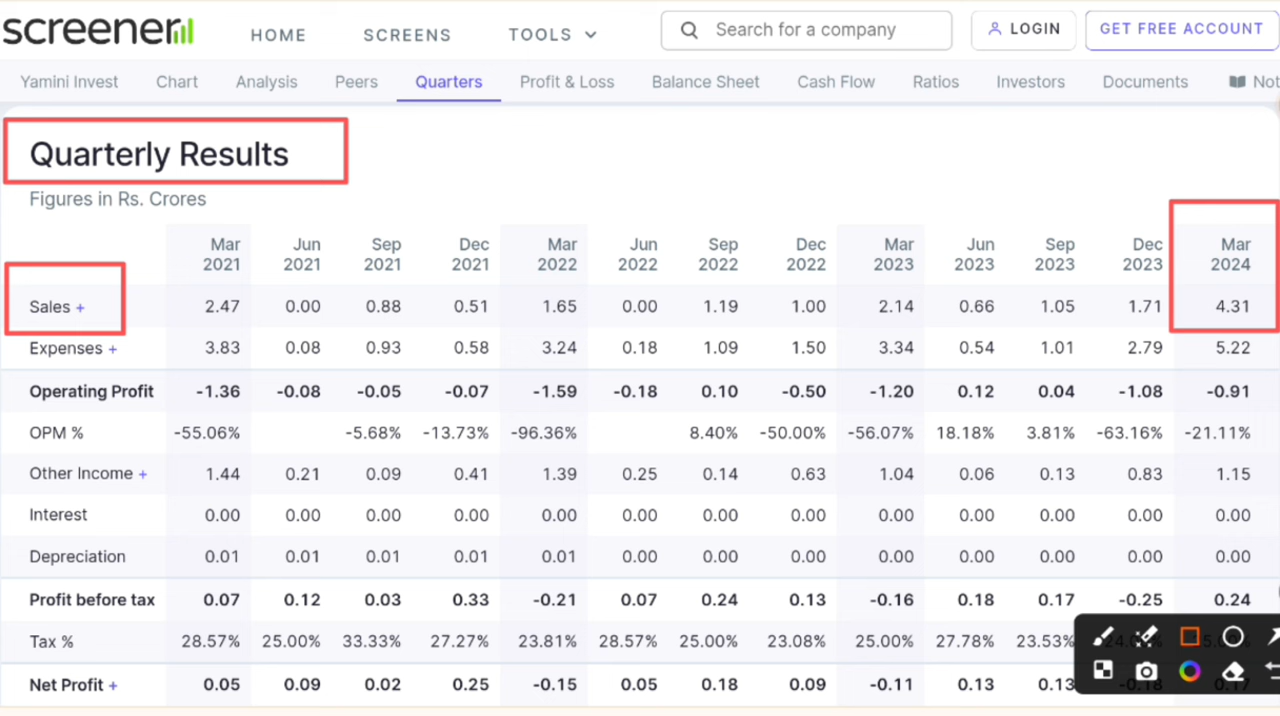 screener
HOME SCREENS TOOLS Search for a company LOGIN GET FREE ACCOUNT
Yamini Invest Chart Analysis Peers Quarters Profit & Loss Balance Sheet Cash Flow Ratios Investors Documents Not
Quarterly Results
Figures in Rs. Crores
Mar Jun Sep Dec Mar Jun Sep Dec Mar Jun Sep Dec Mar
2021 2021 2021 2021 2022 2022 2022 2022 2023 2023 2023 2023 2024
Sales + 2.47 0.00 0.88 0.51 1.65 0.00 1.19 1.00 2.14 0.66 1.05 1.71 4.31
Expenses + 3.83 0.08 0.93 0.58 3.24 0.18 1.09 1.50 3.34 0.54 1.01 2.79 5.22
Operating Profit -1.36 -0.08 -0.05 -0.07 -1.59 -0.18 0.10 -0.50 -1.20 0.12 0.04 -1.08 -0.91
OPM % -55.06% -5.68% -13.73% -96.36% 8.40% -50.00% -56.07% 18.18% 3.81% -63.16% -21.11%
Other Income + 1.44 0.21 0.09 0.41 1.39 0.25 0.14 0.63 1.04 0.06 0.13 0.83 1.15
Interest 0.00 0.00 0.00 0.00 0.00 0.00 0.00 0.00 0.00 0.00 0.00 0.00 0.00
Depreciation 0.01 0.01 0.01 0.01 0.01 0.00 0.00 0.00 0.00 0.00 0.00 0.00 0.00
Profit before tax 0.07 0.12 0.03 0.33 -0.21 0.07 0.24 0.13 -0.16 0.18 0.17 -0.25 0.24
Tax % 28.57% 25.00% 33.33% 27.27% 23.81% 28.57% 25.00% 23.08% 25.00% 27.78% 23.53%
Net Profit + 0.05 0.09 0.02 0.25 -0.15 0.05 0.18 0.09 -0.11 0.13 0.13 -0.18 0.17